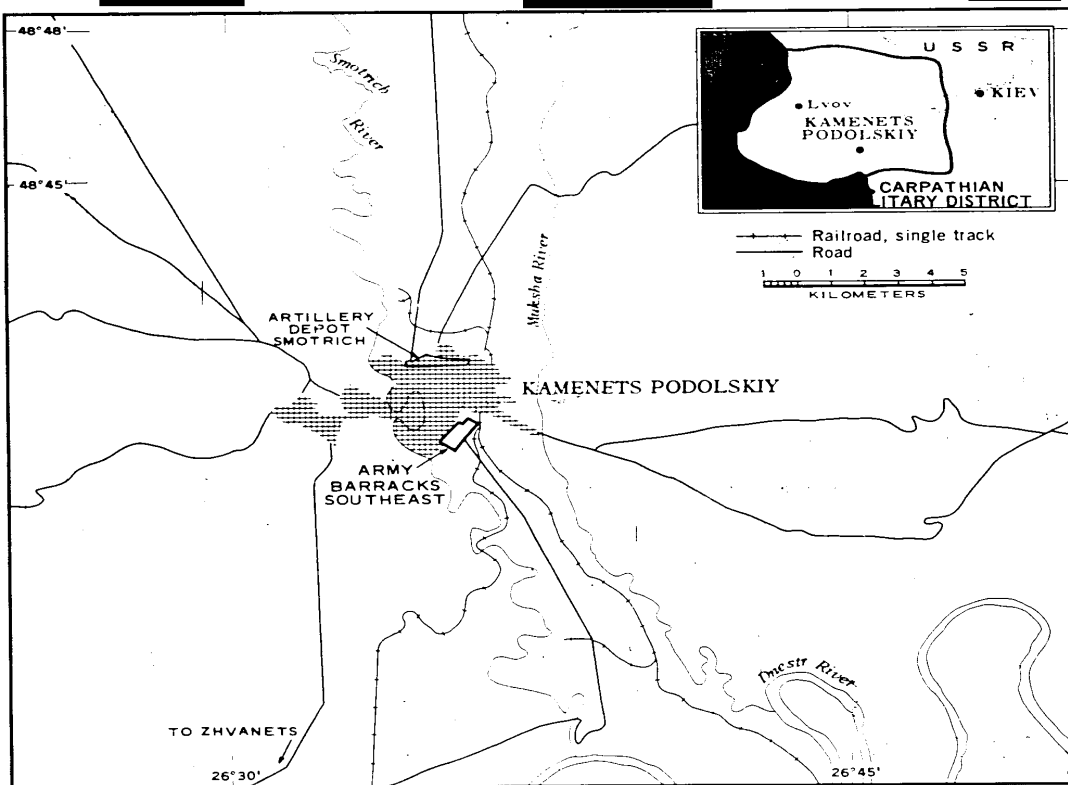 48°48'
Smotrich
River
48°45'
U S S R
KIEV
Lvov
KAMENETS
PODOLSKIY
CARPATHIAN
ITARY DISTRICT
Railroad, single track
Road
1 0 1 2 3 4 5
KILOMETERS
Muksha River
ARTILLERY
DEPOT
SMOTRICH
KAMENETS PODOLSKIY
ARMY
BARRACKS
SOUTHEAST
Dnestr River
TO ZHVANETS
26°30'
26°45'